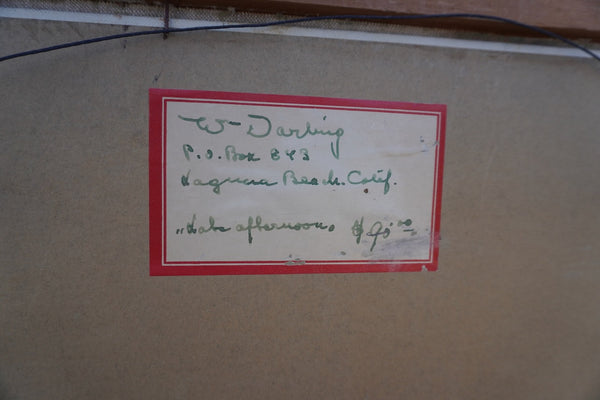 W-Darling
P.O. Box 843
Laguna Beach. Calif.
„Late afternoon" $90.00